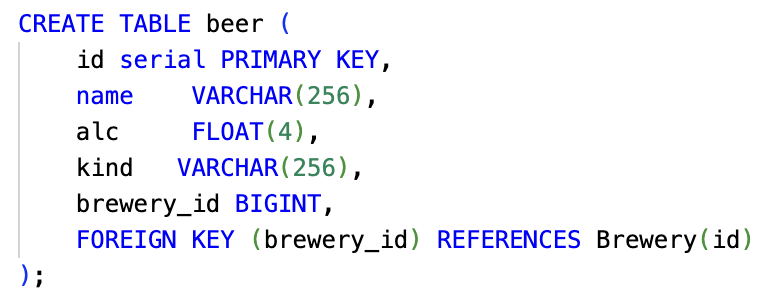 CREATE TABLE beer (
    id serial PRIMARY KEY,
    name    VARCHAR(256),
    alc     FLOAT(4),
    kind   VARCHAR(256),
    brewery_id BIGINT,
    FOREIGN KEY (brewery_id) REFERENCES Brewery(id)
);